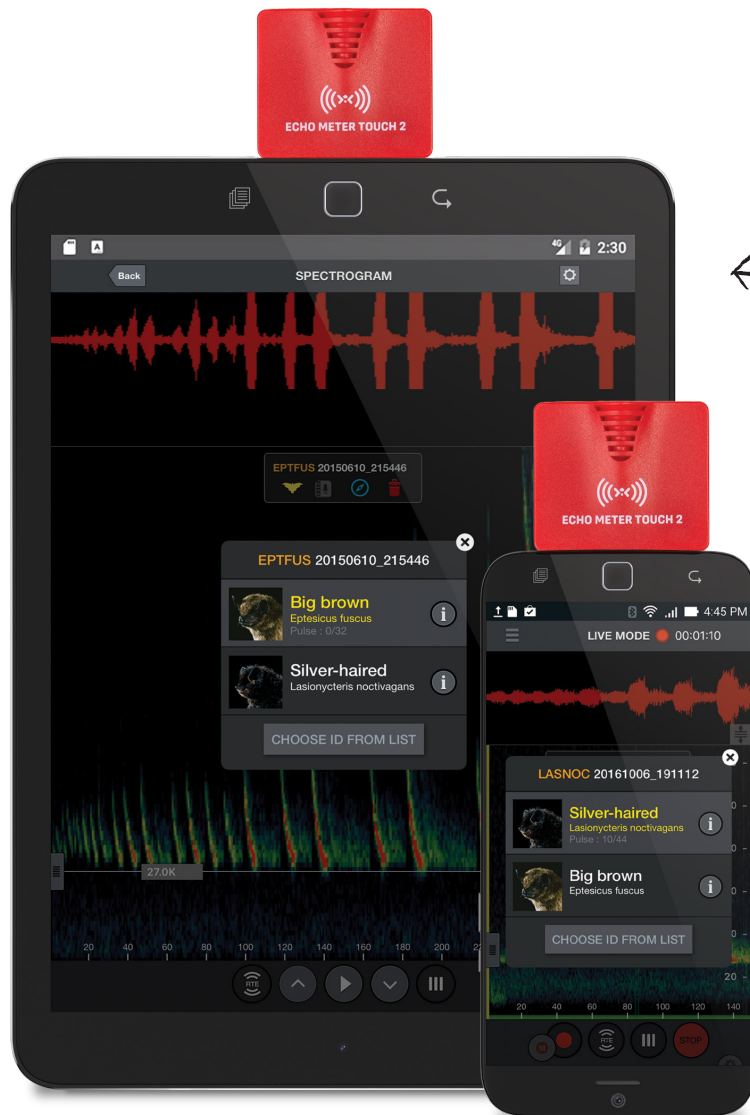 ECHO METER TOUCH 2
A
4G
2:30
Back
SPECTROGRAM
EPTFUS 20150610_215446
EPTFUS 20150610_215446
Big brown
Eptesicus fuscus
Pulse : 0/32
i
Silver-haired
Lasionycteris noctivagans
i
CHOOSE ID FROM LIST
27.0K
20 40 60 80 100 120 140 160 180 200
RTE
ECHO METER TOUCH 2
4:45 PM
LIVE MODE 00:01:10
LASNOC 20161006_191112
Silver-haired
Lasionycteris noctivagans
Pulse : 10/44
i
Big brown
Eptesicus fuscus
i
CHOOSE ID FROM LIST
20
20 40 60 80 100 120 140
RTE
STOP